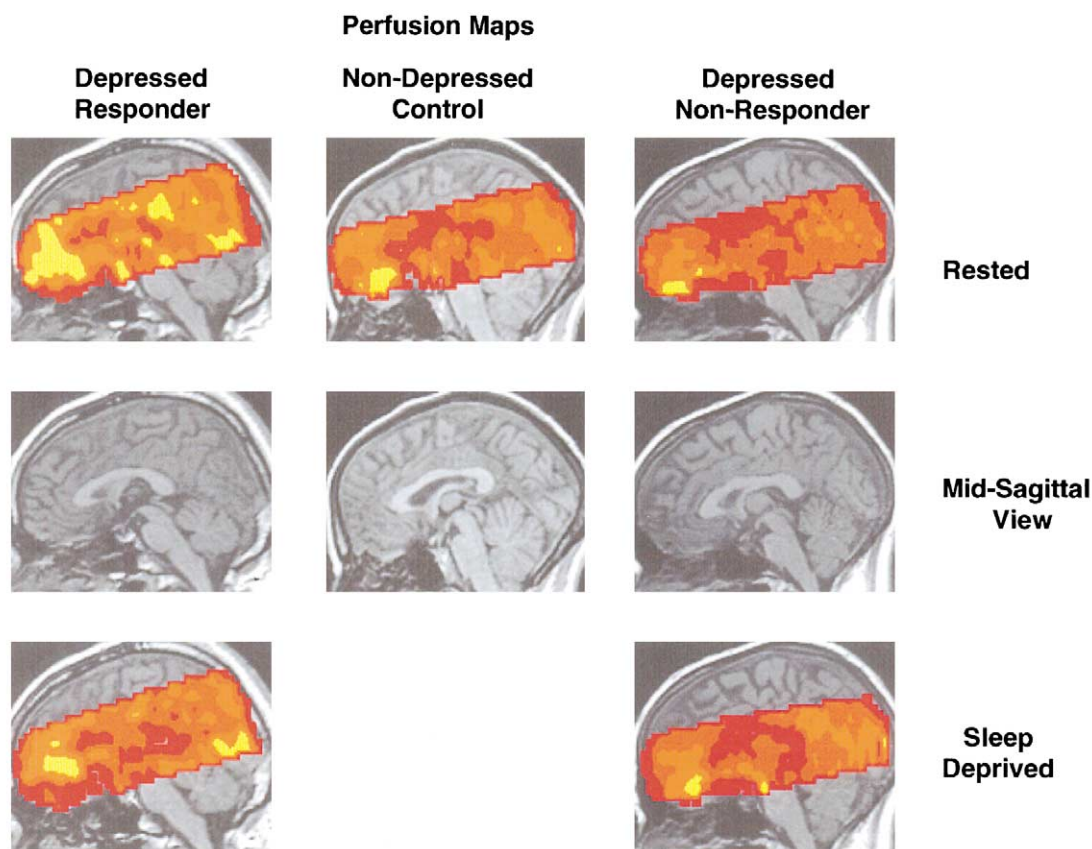 Perfusion Maps
Depressed
Responder
Non-Depressed
Control
Depressed
Non-Responder
Rested
Mid-Sagittal
View
Sleep
Deprived